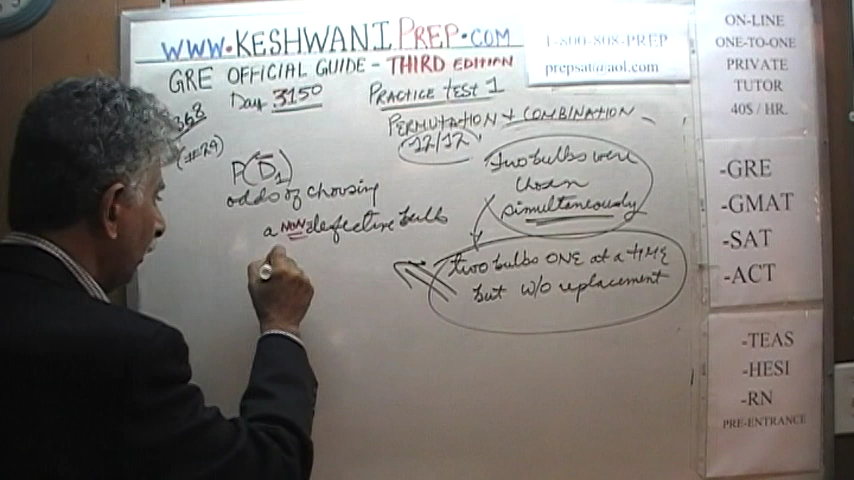 WWW.KESHWANIPREP.COM
1-800-808-PREP
prepsat@aol.com
GRE OFFICIAL GUIDE - THIRD EDITION
Day 3150 PRACTICE TEST 1
368
(#29)
PERMUTATION & COMBINATION
12/12
P(D̅₁)
odds of choosing
a NON defective bulb
two bulbs were
chosen
simultaneously
two bulbs ONE at a TIME
but w/o replacement
ON-LINE
ONE-TO-ONE
PRIVATE
TUTOR
40$ / HR.
-GRE
-GMAT
-SAT
-ACT
-TEAS
-HESI
-RN
PRE-ENTRANCE